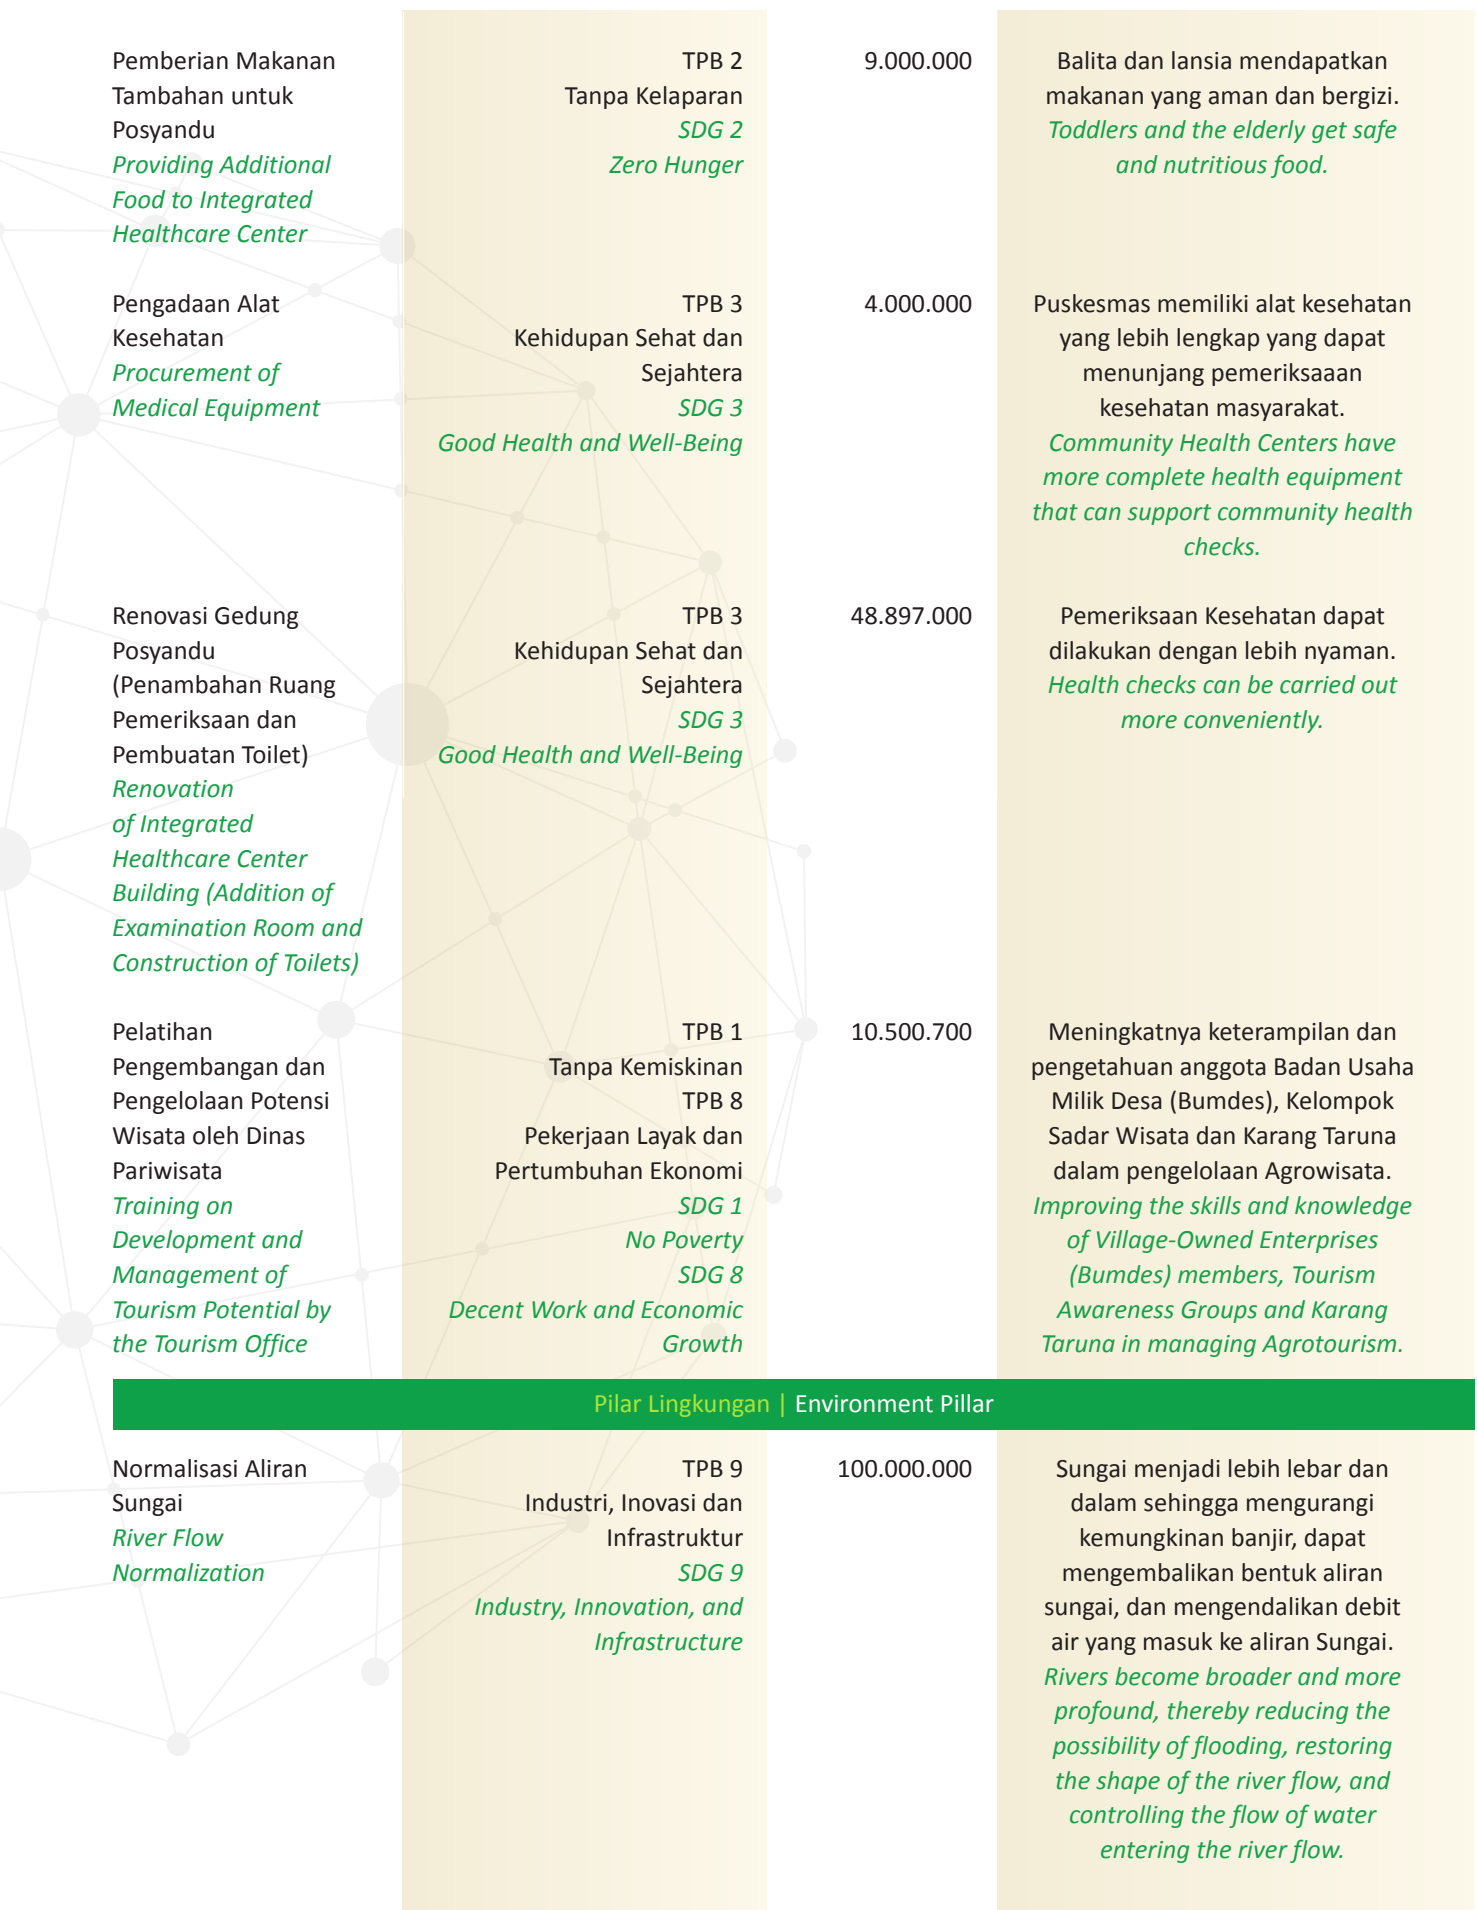 Pemberian Makanan
Tambahan untuk
Posyandu
Providing Additional
Food to Integrated
Healthcare Center
TPB 2
Tanpa Kelaparan
SDG 2
Zero Hunger
9.000.000
Balita dan lansia mendapatkan
makanan yang aman dan bergizi.
Toddlers and the elderly get safe
and nutritious food.
Pengadaan Alat
Kesehatan
Procurement of
Medical Equipment
TPB 3
Kehidupan Sehat dan
Sejahtera
SDG 3
Good Health and Well-Being
4.000.000
Puskesmas memiliki alat kesehatan
yang lebih lengkap yang dapat
menunjang pemeriksaaan
kesehatan masyarakat.
Community Health Centers have
more complete health equipment
that can support community health
checks.
Renovasi Gedung
Posyandu
(Penambahan Ruang
Pemeriksaan dan
Pembuatan Toilet)
Renovation
of Integrated
Healthcare Center
Building (Addition of
Examination Room and
Construction of Toilets)
TPB 3
Kehidupan Sehat dan
Sejahtera
SDG 3
Good Health and Well-Being
48.897.000
Pemeriksaan Kesehatan dapat
dilakukan dengan lebih nyaman.
Health checks can be carried out
more conveniently.
Pelatihan
Pengembangan dan
Pengelolaan Potensi
Wisata oleh Dinas
Pariwisata
Training on
Development and
Management of
Tourism Potential by
the Tourism Office
TPB 1
Tanpa Kemiskinan
TPB 8
Pekerjaan Layak dan
Pertumbuhan Ekonomi
SDG 1
No Poverty
SDG 8
Decent Work and Economic
Growth
10.500.700
Meningkatnya keterampilan dan
pengetahuan anggota Badan Usaha
Milik Desa (Bumdes), Kelompok
Sadar Wisata dan Karang Taruna
dalam pengelolaan Agrowisata.
Improving the skills and knowledge
of Village-Owned Enterprises
(Bumdes) members, Tourism
Awareness Groups and Karang
Taruna in managing Agrotourism.
Pilar Lingkungan | Environment Pillar
Normalisasi Aliran
Sungai
River Flow
Normalization
TPB 9
Industri, Inovasi dan
Infrastruktur
SDG 9
Industry, Innovation, and
Infrastructure
100.000.000
Sungai menjadi lebih lebar dan
dalam sehingga mengurangi
kemungkinan banjir, dapat
mengembalikan bentuk aliran
sungai, dan mengendalikan debit
air yang masuk ke aliran Sungai.
Rivers become broader and more
profound, thereby reducing the
possibility of flooding, restoring
the shape of the river flow, and
controlling the flow of water
entering the river flow.